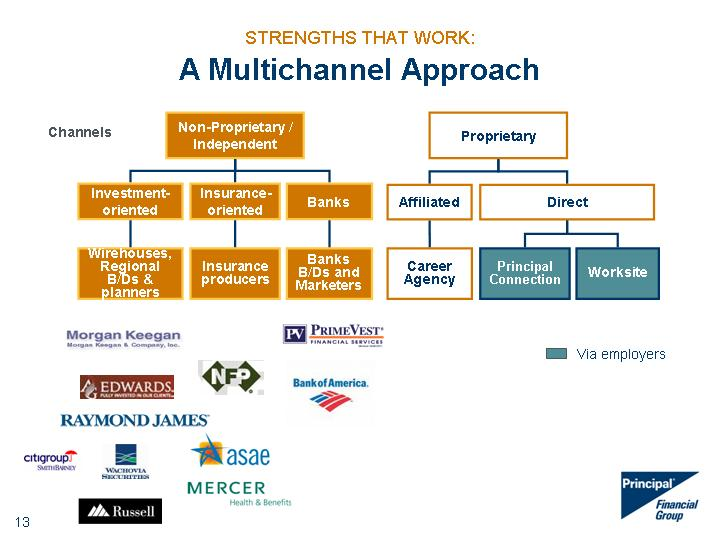 STRENGTHS THAT WORK:
A Multichannel Approach
Channels
Non-Proprietary /
Independent
Proprietary
Investment-
oriented
Insurance-
oriented
Banks
Affiliated
Direct
Wirehouses,
Regional
B/Ds &
planners
Insurance
producers
Banks
B/Ds and
Marketers
Career
Agency
Principal
Connection
Worksite
Morgan Keegan
Morgan Keegan & Company, Inc.
PV PRIMEVEST
FINANCIAL SERVICES
Via employers
EDWARDS
FULLY INVESTED IN OUR CLIENTS
NFP
Bank of America
RAYMOND JAMES
citigroup
SMITH BARNEY
WACHOVIA
SECURITIES
asae
MERCER
Health & Benefits
Russell
Principal
Financial
Group
13